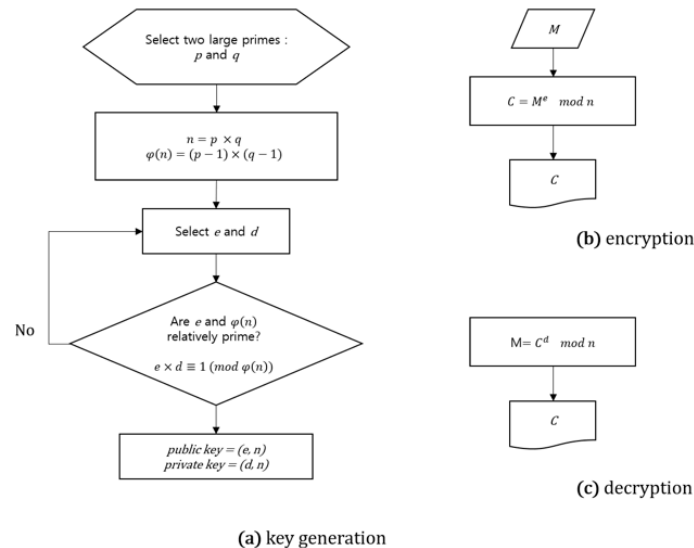 Select two large primes :
p and q
n = p × q
φ(n) = (p − 1) × (q − 1)
Select e and d
No
Are e and φ(n)
relatively prime?
e × d ≡ 1 (mod φ(n))
public key = (e, n)
private key = (d, n)
(a) key generation
M
C = M^e mod n
C
(b) encryption
M= C^d mod n
C
(c) decryption